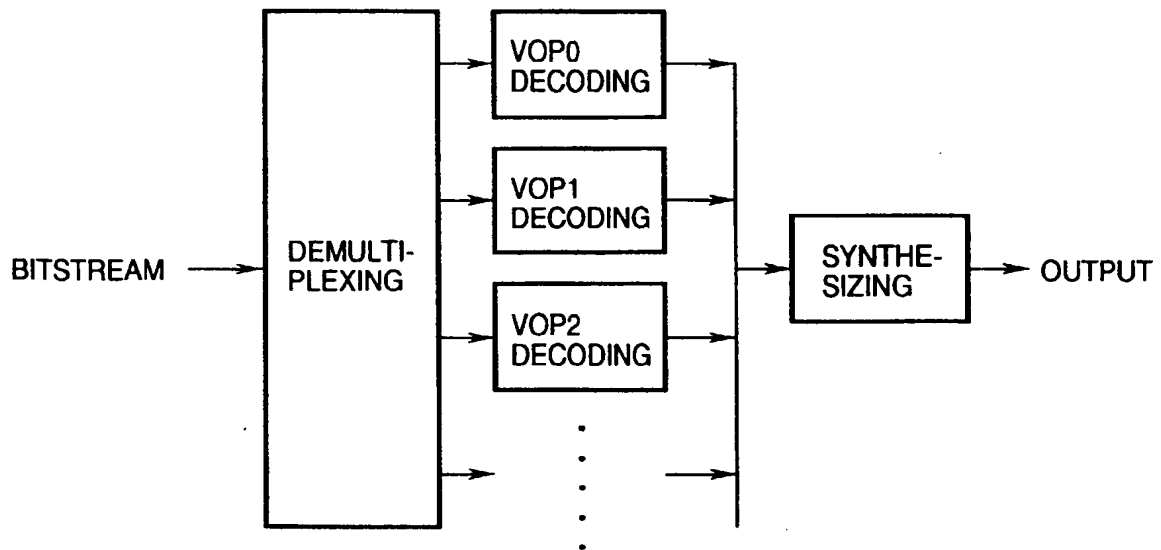 BITSTREAM
DEMULTI-
PLEXING
VOP0
DECODING
VOP1
DECODING
VOP2
DECODING
SYNTHE-
SIZING
OUTPUT